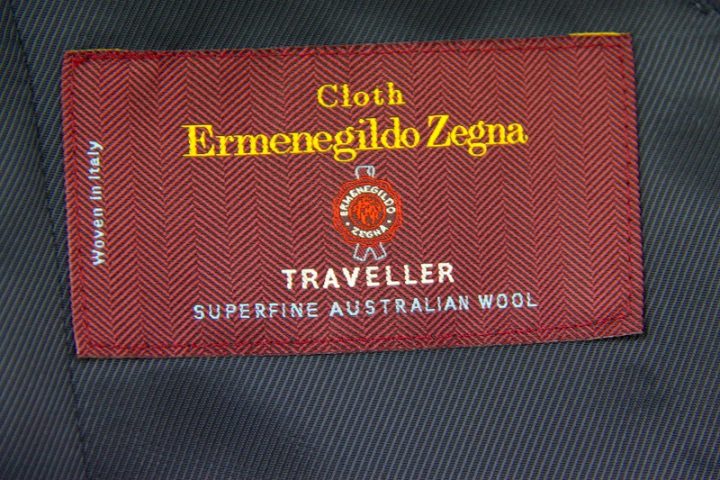 Cloth
Ermenegildo Zegna
Woven in Italy
ERMENEGILDO
ZEGNA
TRAVELLER
SUPERFINE AUSTRALIAN WOOL